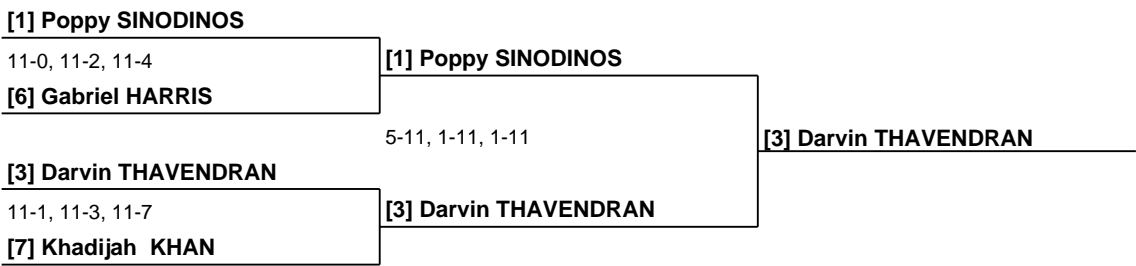 [1] Poppy SINODINOS
11-0, 11-2, 11-4
[1] Poppy SINODINOS
[6] Gabriel HARRIS
5-11, 1-11, 1-11
[3] Darvin THAVENDRAN
[3] Darvin THAVENDRAN
11-1, 11-3, 11-7
[3] Darvin THAVENDRAN
[7] Khadijah  KHAN